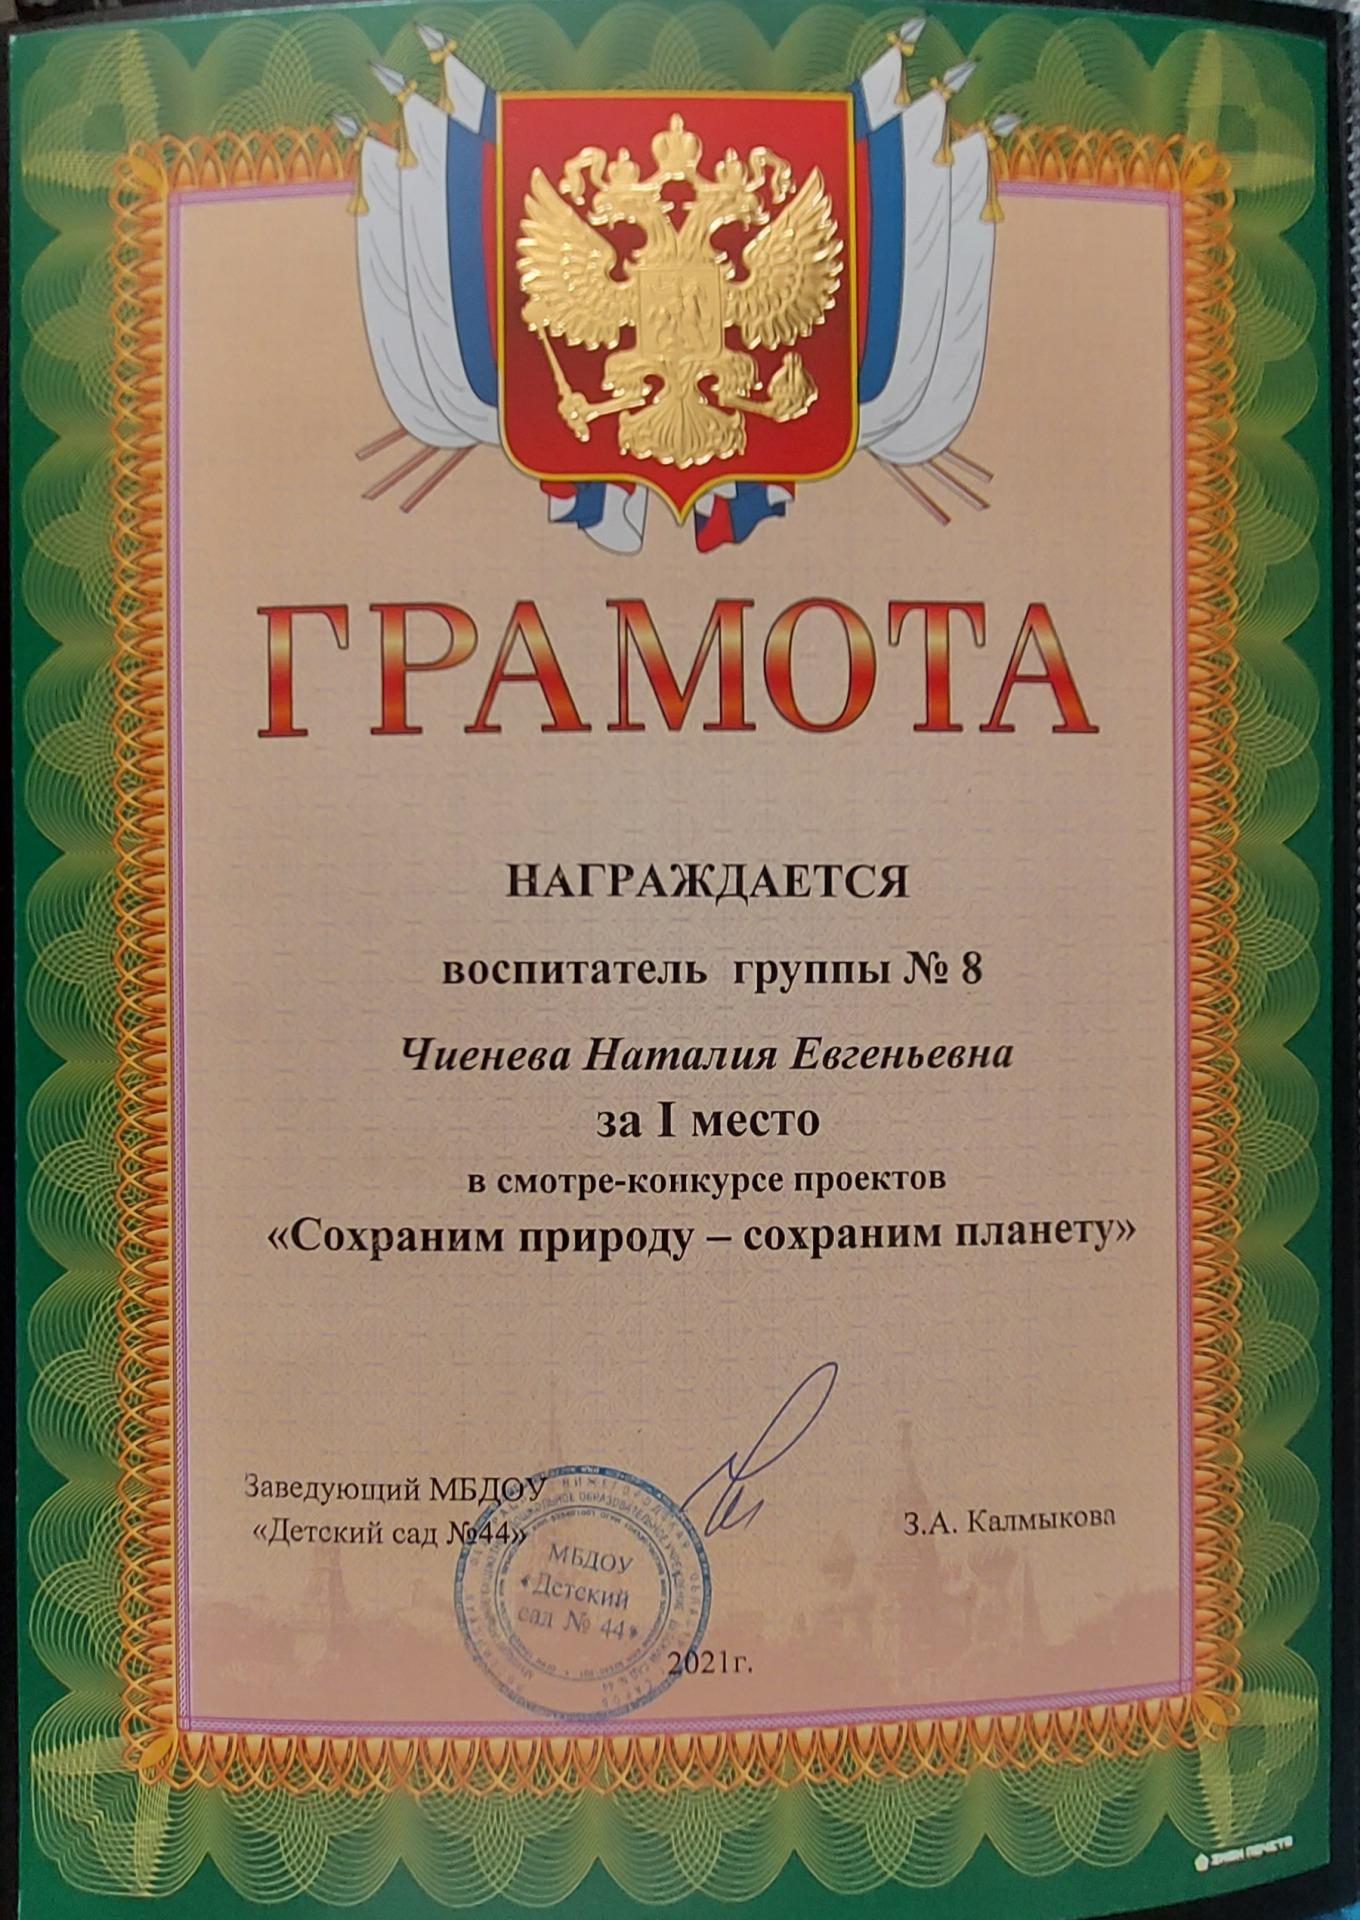 ГРАМОТА
НАГРАЖДАЕТСЯ
воспитатель группы № 8
Чиенева Наталия Евгеньевна
за I место
в смотре-конкурсе проектов
«Сохраним природу – сохраним планету»
Заведующий МБДОУ
«Детский сад №44»
З.А. Калмыкова
МБДОУ
«Детский
сад № 44»
2021г.